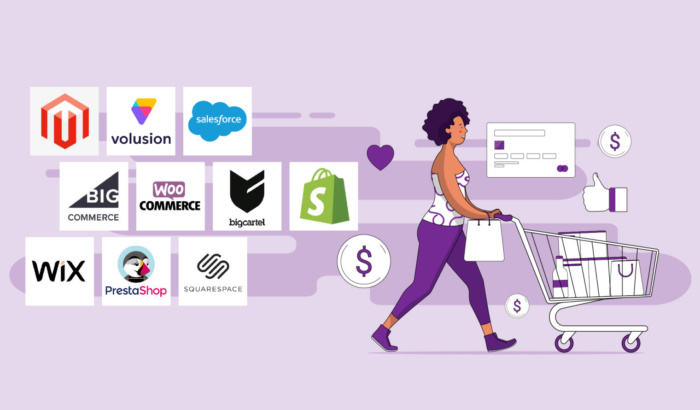 volusion
salesforce
BIG
COMMERCE
WOO
COMMERCE
bigcartel
S
WiX
PrestaShop
SQUARESPACE
$
$
$